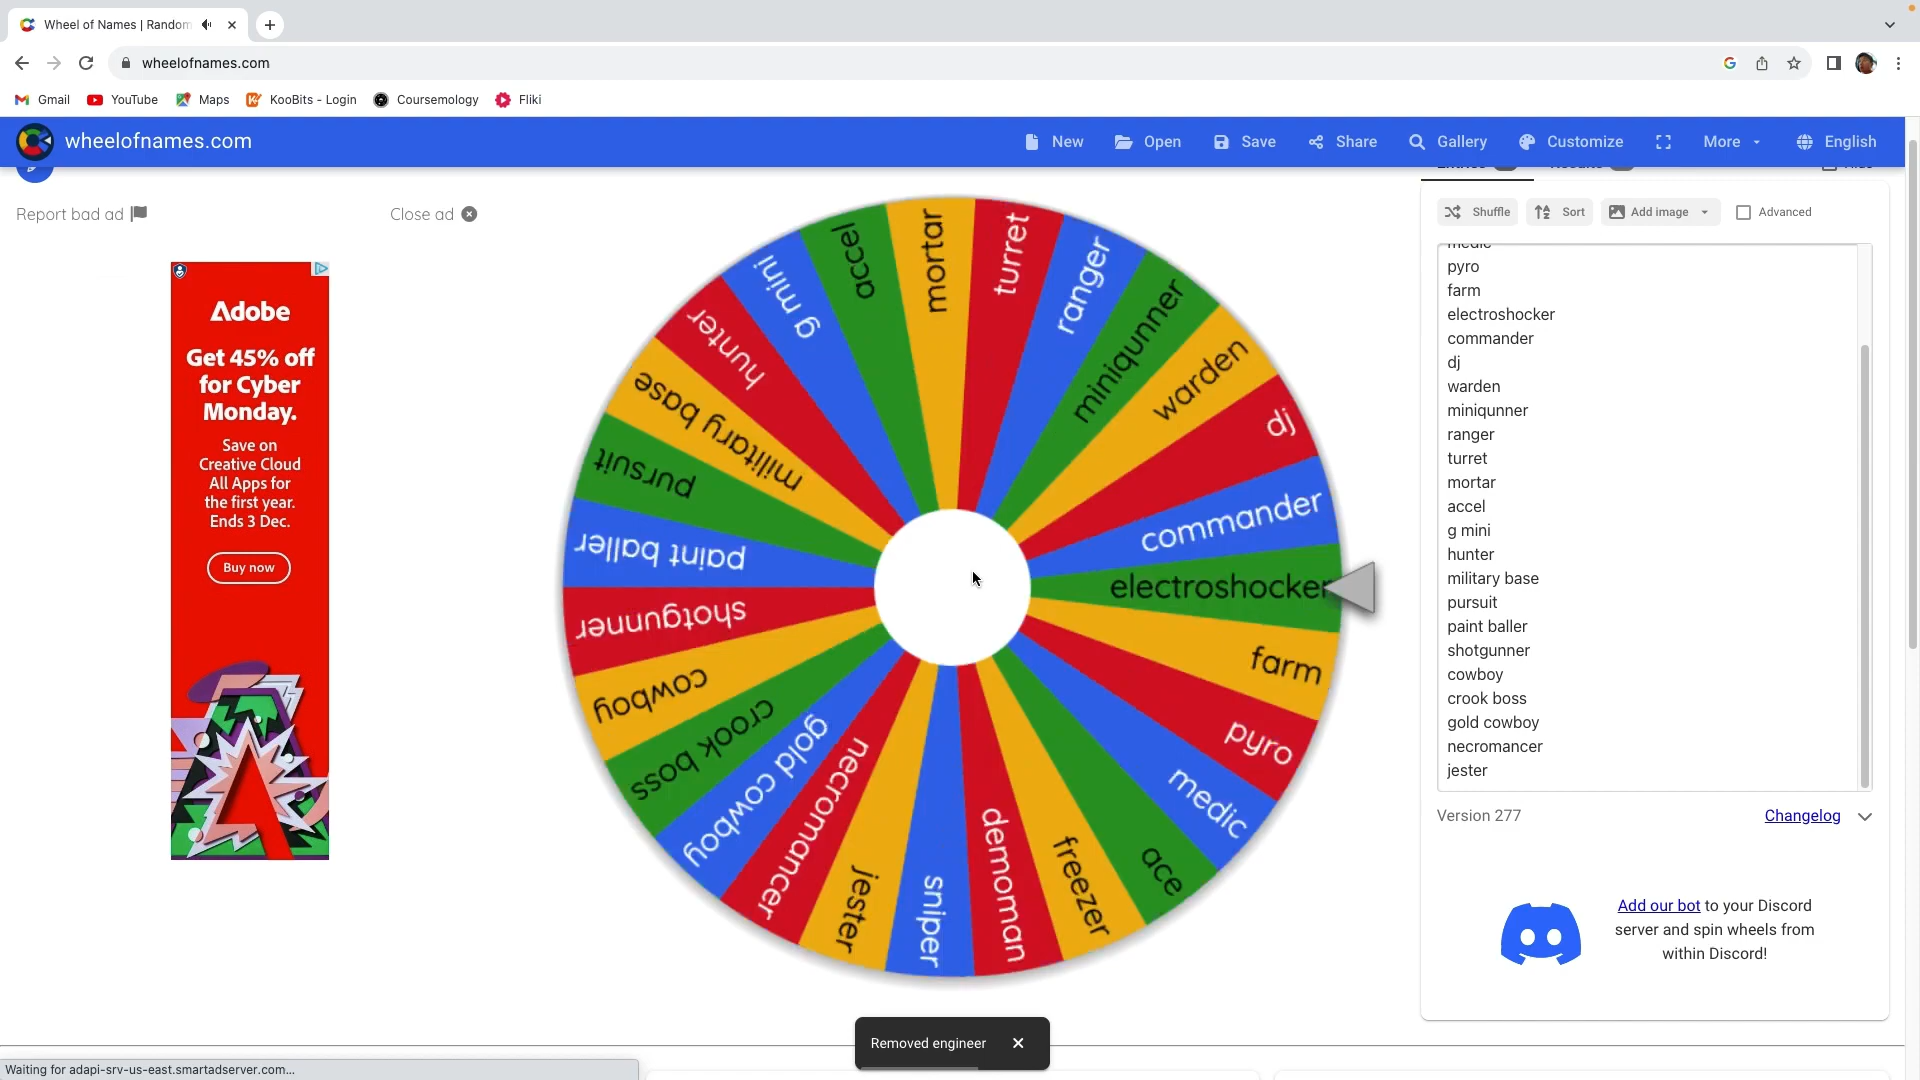 Wheel of Names | Random
wheelofnames.com
Gmail
YouTube
Maps
KooBits - Login
Coursemology
Fliki
wheelofnames.com
New
Open
Save
Share
Gallery
Customize
More
English
Report bad ad
Close ad
Adobe
Get 45% off
for Cyber
Monday.
Save on
Creative Cloud
All Apps for
the first year.
Ends 3 Dec.
Buy now
mortar
turret
ranger
miniqunner
warden
dj
commander
electroshocker
farm
pyro
medic
ace
freezer
demoman
sniper
jester
necromancer
gold cowboy
crook boss
cowboy
shotgunner
paint baller
pursuit
military base
hunter
g mini
accel
Shuffle
Sort
Add image
Advanced
medic
pyro
farm
electroshocker
commander
dj
warden
miniqunner
ranger
turret
mortar
accel
g mini
hunter
military base
pursuit
paint baller
shotgunner
cowboy
crook boss
gold cowboy
necromancer
jester
Version 277
Changelog
Add our bot to your Discord
server and spin wheels from
within Discord!
Removed engineer
Waiting for adapi-srv-us-east.smartadserver.com...